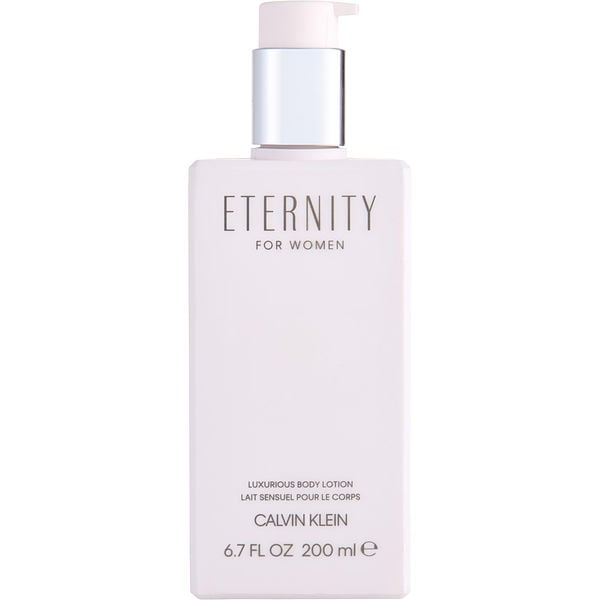 ETERNITY
FOR WOMEN
LUXURIOUS BODY LOTION
LAIT SENSUEL POUR LE CORPS
CALVIN KLEIN
6.7 FL OZ 200 ml ℮